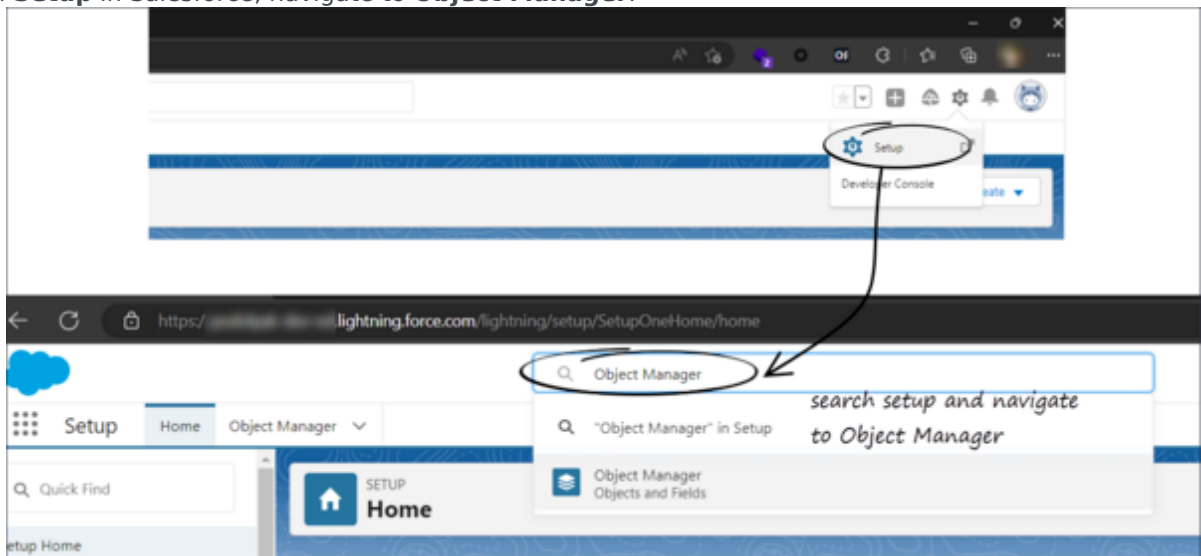 Setup in Salesforce, navigate to Object Manager.
2
OF
Setup
Developer Console
eate
https:/ .lightning.force.com/lightning/setup/SetupOneHome/home
Object Manager
search setup and navigate
to Object Manager
Setup
Home
Object Manager
"Object Manager" in Setup
Quick Find
SETUP
Home
Object Manager
Objects and Fields
etup Home